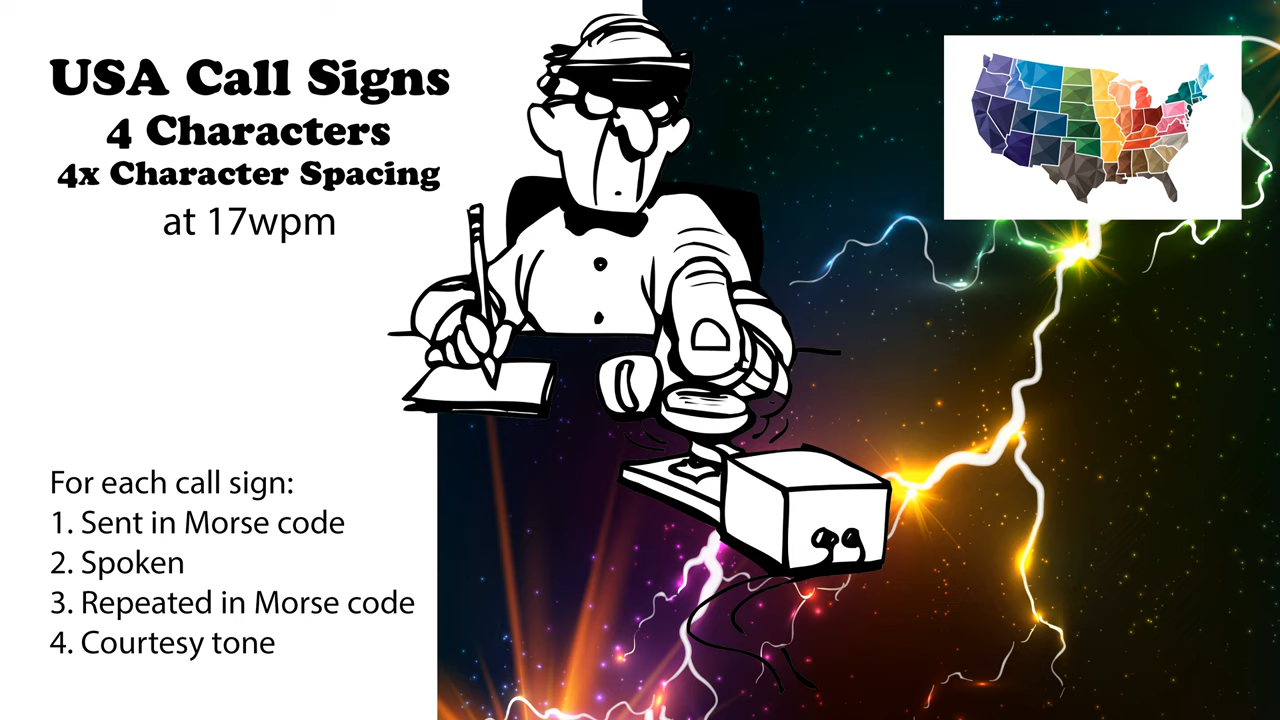 USA Call Signs
4 Characters
4x Character Spacing
at 17wpm
For each call sign:
1. Sent in Morse code
2. Spoken
3. Repeated in Morse code
4. Courtesy tone